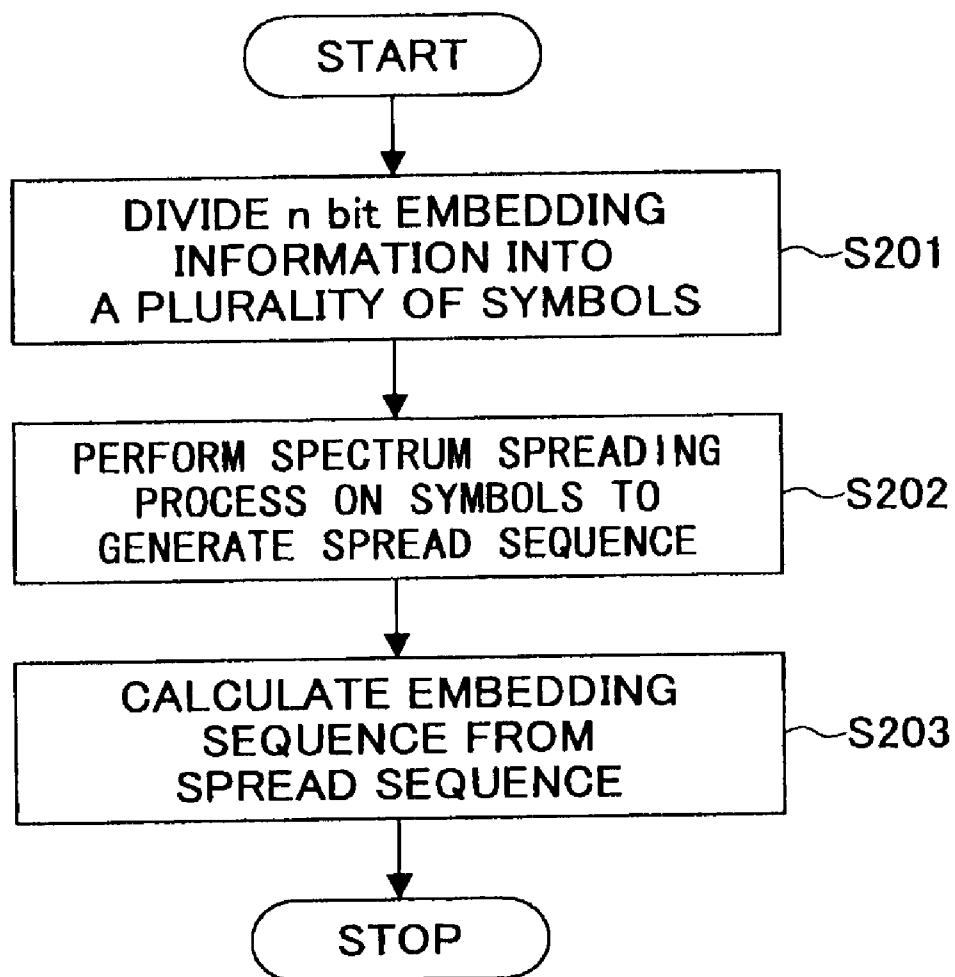 START
DIVIDE n bit EMBEDDING
INFORMATION INTO
A PLURALITY OF SYMBOLS
S201
PERFORM SPECTRUM SPREADING
PROCESS ON SYMBOLS TO
GENERATE SPREAD SEQUENCE
S202
CALCULATE EMBEDDING
SEQUENCE FROM
SPREAD SEQUENCE
S203
STOP